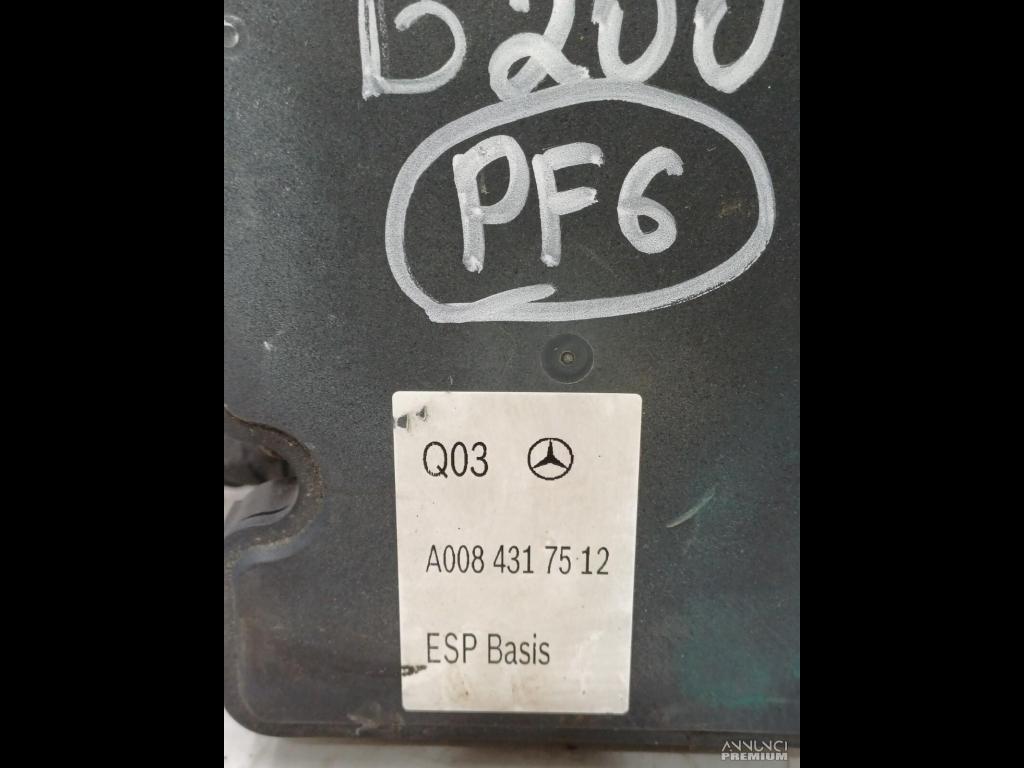 B200
PF6
Q03
A008 431 75 12
ESP Basis
ANNUNCI
PREMIUM